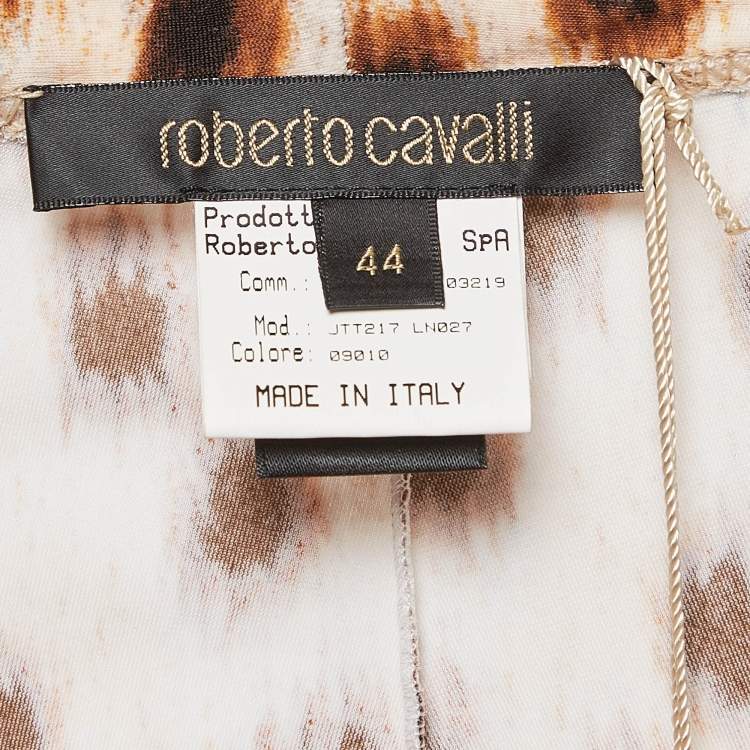 roberto cavalli
Prodott
Roberto SpA
44
Comm.: 03219
Mod.: JTT217 LN027
Colore: 09010
MADE IN ITALY